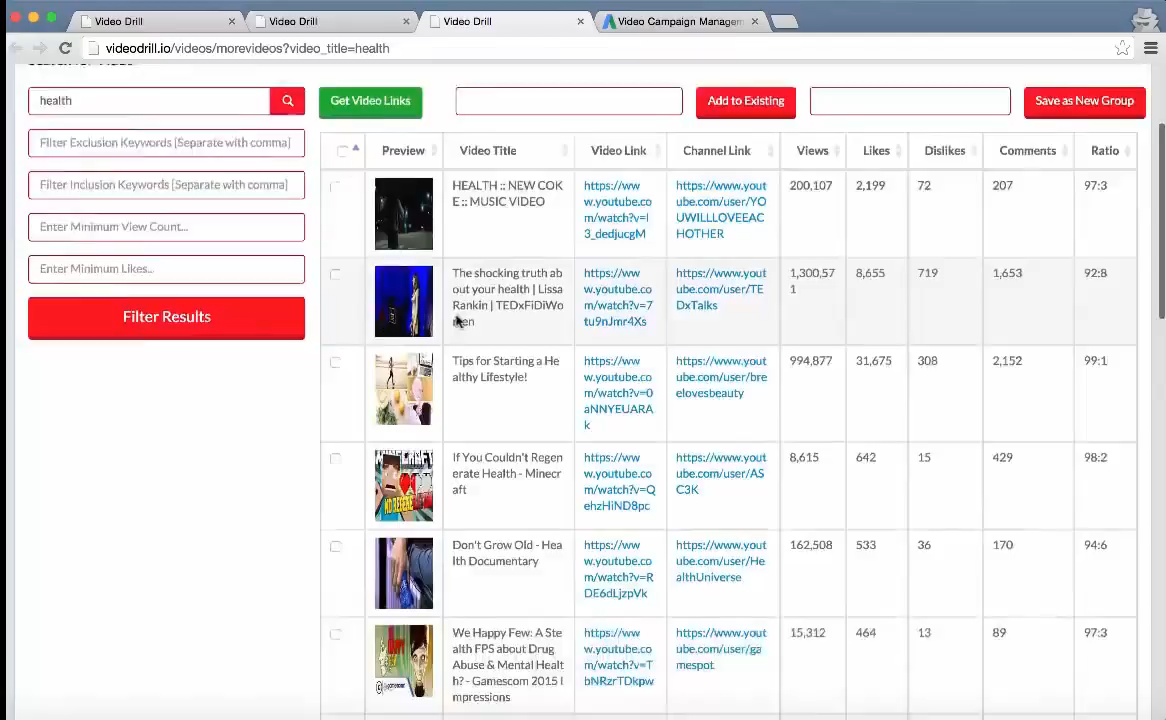 Video Drill
Video Drill
Video Drill
Video Campaign Managem
videodrill.io/videos/morevideos?video_title=health
health
Get Video Links
Add to Existing
Save as New Group
Filter Exclusion Keywords [Separate with comma]
Filter Inclusion Keywords [Separate with comma]
Enter Minimum View Count...
Enter Minimum Likes...
Filter Results
Preview
Video Title
Video Link
Channel Link
Views
Likes
Dislikes
Comments
Ratio
HEALTH :: NEW COK
E :: MUSIC VIDEO
https://ww
w.youtube.co
m/watch?v=I
3_dedjucgM
https://www.yout
ube.com/user/YO
UWILLLOVEEAC
HOTHER
200,107
2,199
72
207
97:3
The shocking truth ab
out your health | Lissa
Rankin | TEDxFiDiWo
men
https://ww
w.youtube.co
m/watch?v=7
tu9nJmr4Xs
https://www.yout
ube.com/user/TE
DxTalks
1,300,57
1
8,655
719
1,653
92:8
Tips for Starting a He
althy Lifestyle!
https://ww
w.youtube.co
m/watch?v=0
aNNYEUARA
k
https://www.yout
ube.com/user/bre
elovesbeauty
994,877
31,675
308
2,152
99:1
If You Couldn't Regen
erate Health - Minecr
aft
https://ww
w.youtube.co
m/watch?v=Q
ehzHiND8pc
https://www.yout
ube.com/user/AS
C3K
8,615
642
15
429
98:2
Don't Grow Old - Hea
lth Documentary
https://ww
w.youtube.co
m/watch?v=R
DE6dLjzpVk
https://www.yout
ube.com/user/He
althUniverse
162,508
533
36
170
94:6
We Happy Few: A Ste
alth FPS about Drug
Abuse & Mental Healt
h? - Gamescom 2015 I
mpressions
https://ww
w.youtube.co
m/watch?v=T
bNRzrTDkpw
https://www.yout
ube.com/user/ga
mespot
15,312
464
13
89
97:3